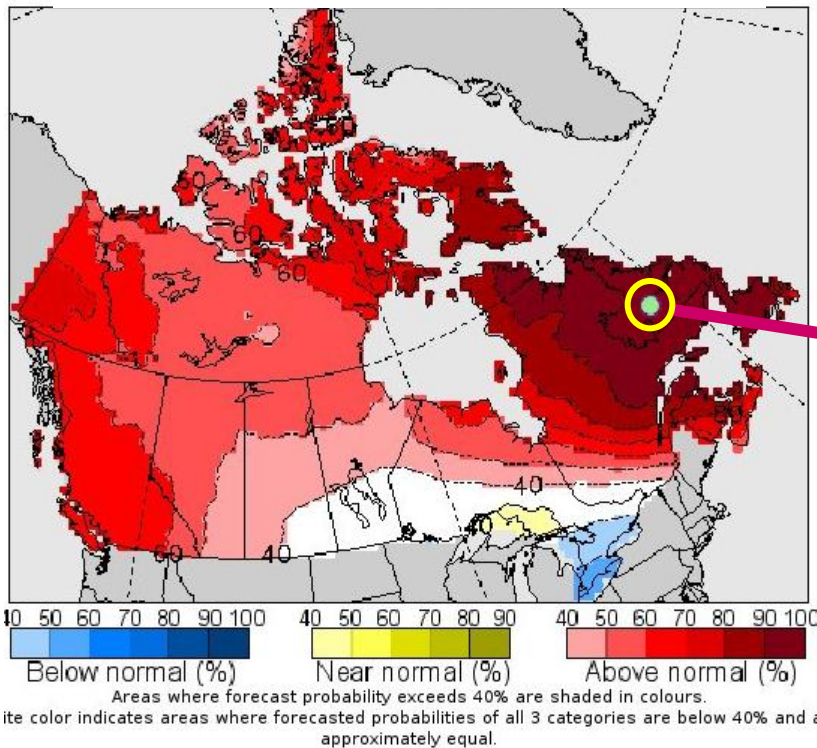 50
60
60
60
40
40
40
40 50 60 70 80 90 100 40 50 60 70 80 90 40 50 60 70 80 90 100
Below normal (%) Near normal (%) Above normal (%)
Areas where forecast probability exceeds 40% are shaded in colours.
ite color indicates areas where forecasted probabilities of all 3 categories are below 40% and a
approximately equal.